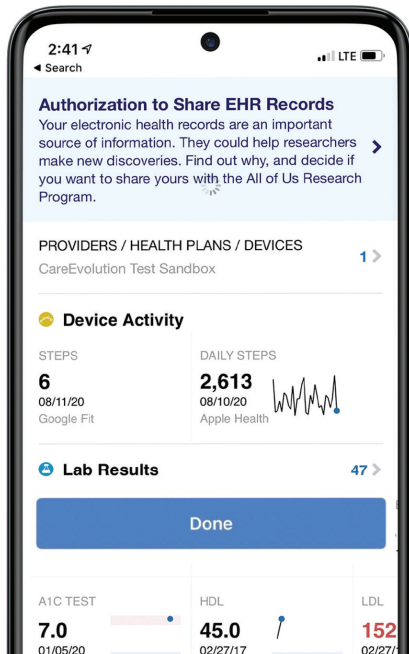 2:41
LTE
Search
Authorization to Share EHR Records
Your electronic health records are an important
source of information. They could help researchers
make new discoveries. Find out why, and decide if
you want to share yours with the All of Us Research
Program.
PROVIDERS / HEALTH PLANS / DEVICES
1
CareEvolution Test Sandbox
Device Activity
STEPS DAILY STEPS
6 2,613
08/11/20 08/10/20
Google Fit Apple Health
Lab Results 47
Done
A1C TEST HDL LDL
7.0 45.0 152
01/05/20 02/27/17 02/27/